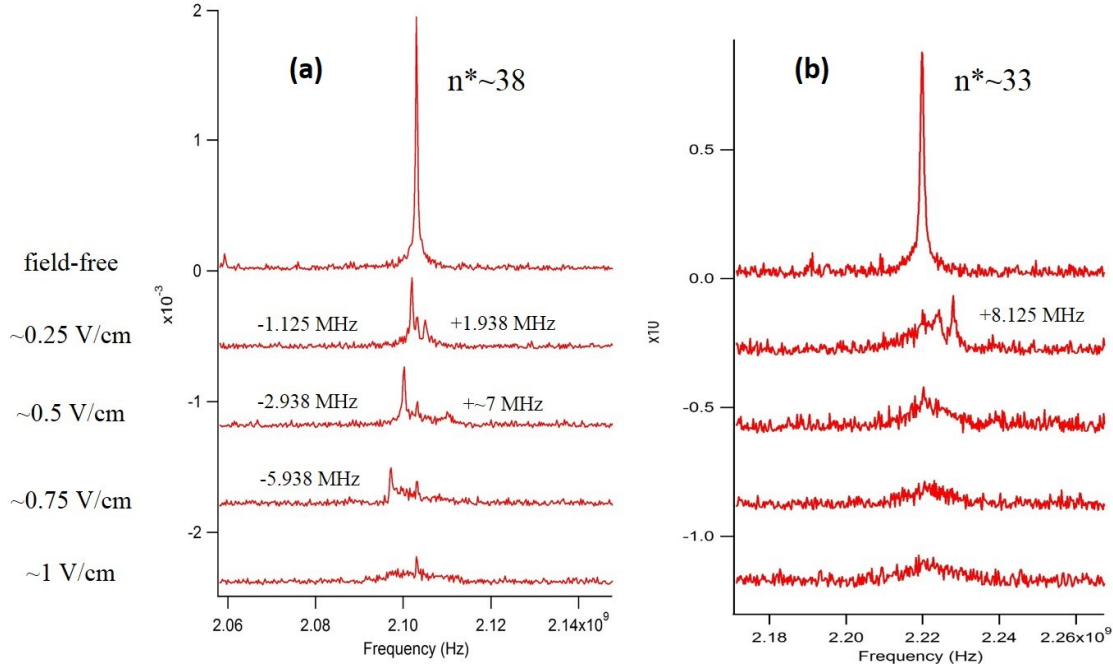 2
(a)
n*~38
1
0
x10⁻³
-1
-2
2.06
2.08
2.10
2.12
2.14x10⁹
Frequency (Hz)
field-free
~0.25 V/cm
~0.5 V/cm
~0.75 V/cm
~1 V/cm
-1.125 MHz
+1.938 MHz
-2.938 MHz
+~7 MHz
-5.938 MHz
(b)
n*~33
0.5
0.0
-0.5
-1.0
+8.125 MHz
2.18
2.20
2.22
2.24
2.26x10⁹
Frequency (Hz)